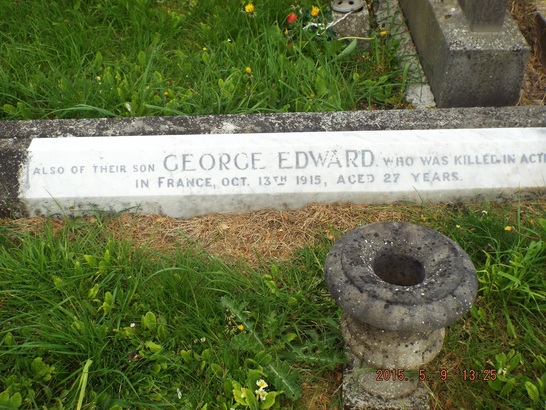 ALSO OF THEIR SON GEORGE EDWARD, WHO WAS KILLED IN ACTI
IN FRANCE, OCT. 13TH 1915, AGED 27 YEARS.
2015. 5. 9 13:25